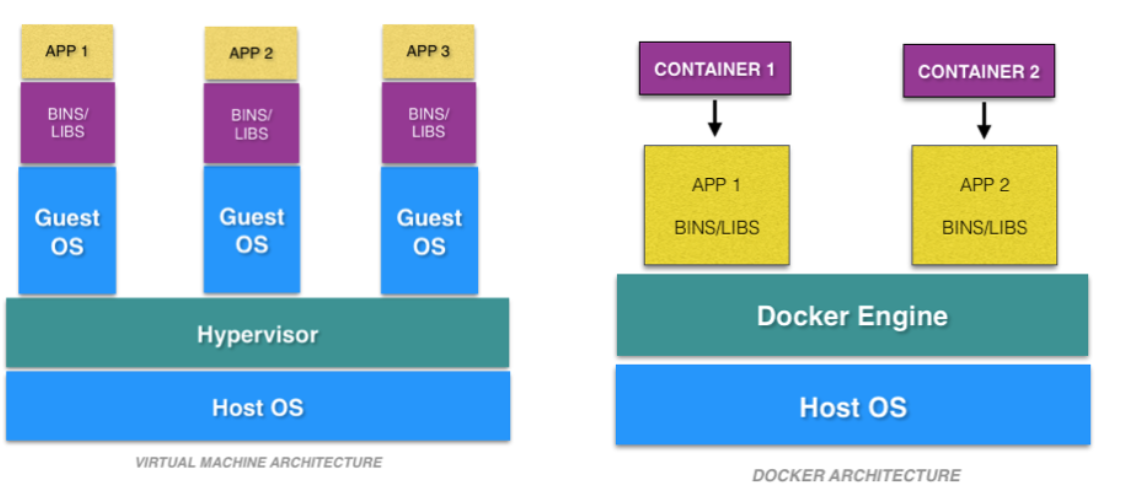 APP 1
APP 2
APP 3
BINS/
LIBS
BINS/
LIBS
BINS/
LIBS
Guest
OS
Guest
OS
Guest
OS
Hypervisor
Host OS
VIRTUAL MACHINE ARCHITECTURE
CONTAINER 1
CONTAINER 2
APP 1
BINS/LIBS
APP 2
BINS/LIBS
Docker Engine
Host OS
DOCKER ARCHITECTURE